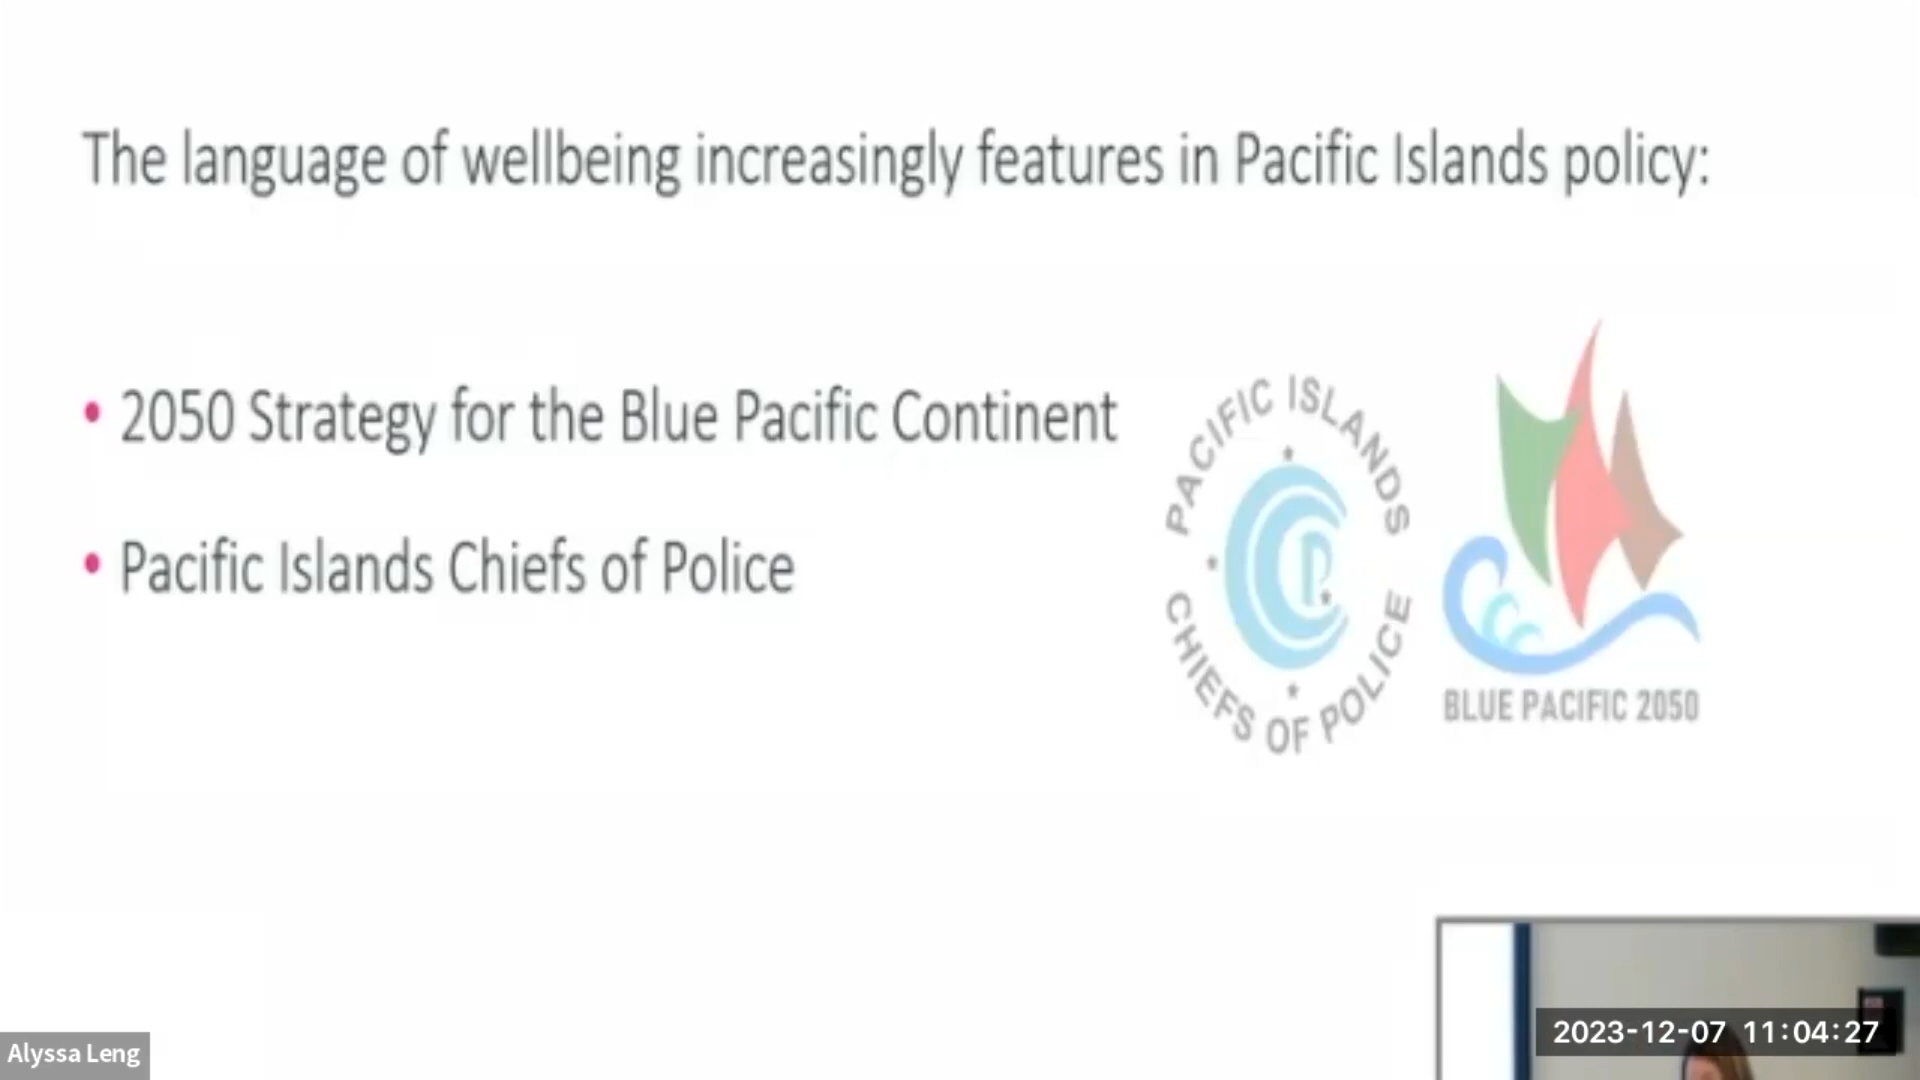 The language of wellbeing increasingly features in Pacific Islands policy:
• 2050 Strategy for the Blue Pacific Continent
• Pacific Islands Chiefs of Police
PACIFIC ISLANDS
CHIEFS OF POLICE
BLUE PACIFIC 2050
Alyssa Leng
2023-12-07 11:04:27